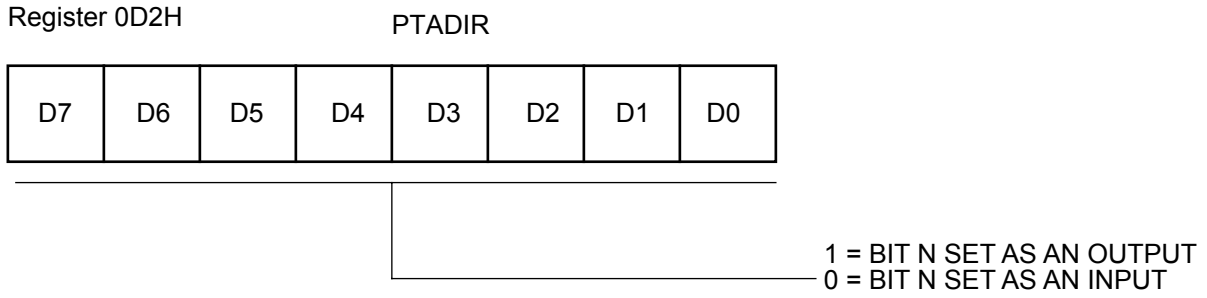 Register 0D2H
PTADIR
D7 D6 D5 D4 D3 D2 D1 D0
1 = BIT N SET AS AN OUTPUT
0 = BIT N SET AS AN INPUT